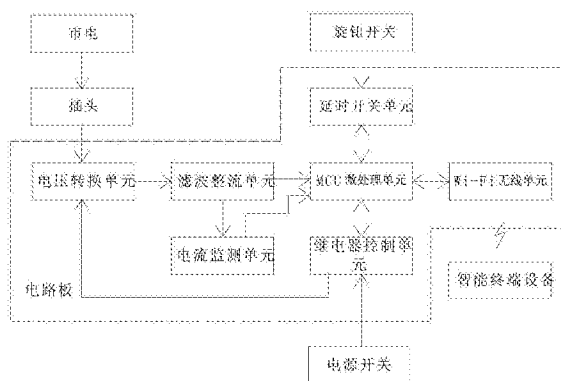 市电
旋钮开关
插头
延时开关单元
电压转换单元
滤波整流单元
MCU微处理单元
Wi-Fi无线单元
电流监测单元
继电器控制单
元
电路板
智能终端设备
电源开关